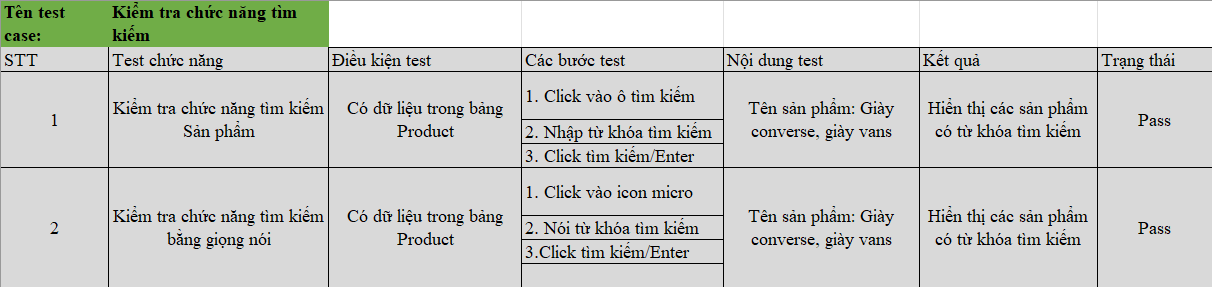 Tên test case:
Kiểm tra chức năng tìm kiếm
STT
Test chức năng
Điều kiện test
Các bước test
Nội dung test
Kết quả
Trạng thái
1
Kiểm tra chức năng tìm kiếm
Sản phẩm
Có dữ liệu trong bảng
Product
1. Click vào ô tìm kiếm
2. Nhập từ khóa tìm kiếm
3. Click tìm kiếm/Enter
Tên sản phẩm: Giày
converse, giày vans
Hiển thị các sản phẩm
có từ khóa tìm kiếm
Pass
2
Kiểm tra chức năng tìm kiếm
bằng giọng nói
Có dữ liệu trong bảng
Product
1. Click vào icon micro
2. Nói từ khóa tìm kiếm
3.Click tìm kiếm/Enter
Tên sản phẩm: Giày
converse, giày vans
Hiển thị các sản phẩm
có từ khóa tìm kiếm
Pass